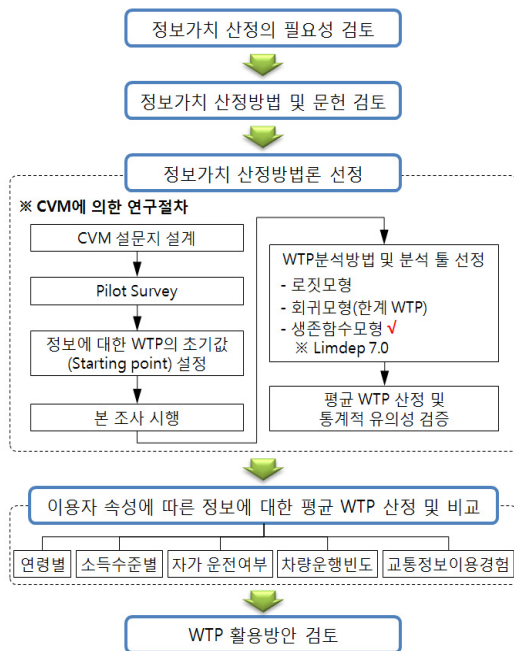 정보가치 산정의 필요성 검토
정보가치 산정방법 및 문헌 검토
정보가치 산정방법론 선정
※ CVM에 의한 연구절차
CVM 설문지 설계
Pilot Survey
정보에 대한 WTP의 초기값
(Starting point) 설정
본 조사 시행
WTP분석방법 및 분석 툴 선정
- 로짓모형
- 회귀모형(한계 WTP)
- 생존함수모형 √
※ Limdep 7.0
평균 WTP 산정 및
통계적 유의성 검증
이용자 속성에 따른 정보에 대한 평균 WTP 산정 및 비교
연령별 소득수준별 자가 운전여부 차량운행빈도 교통정보이용경험
WTP 활용방안 검토